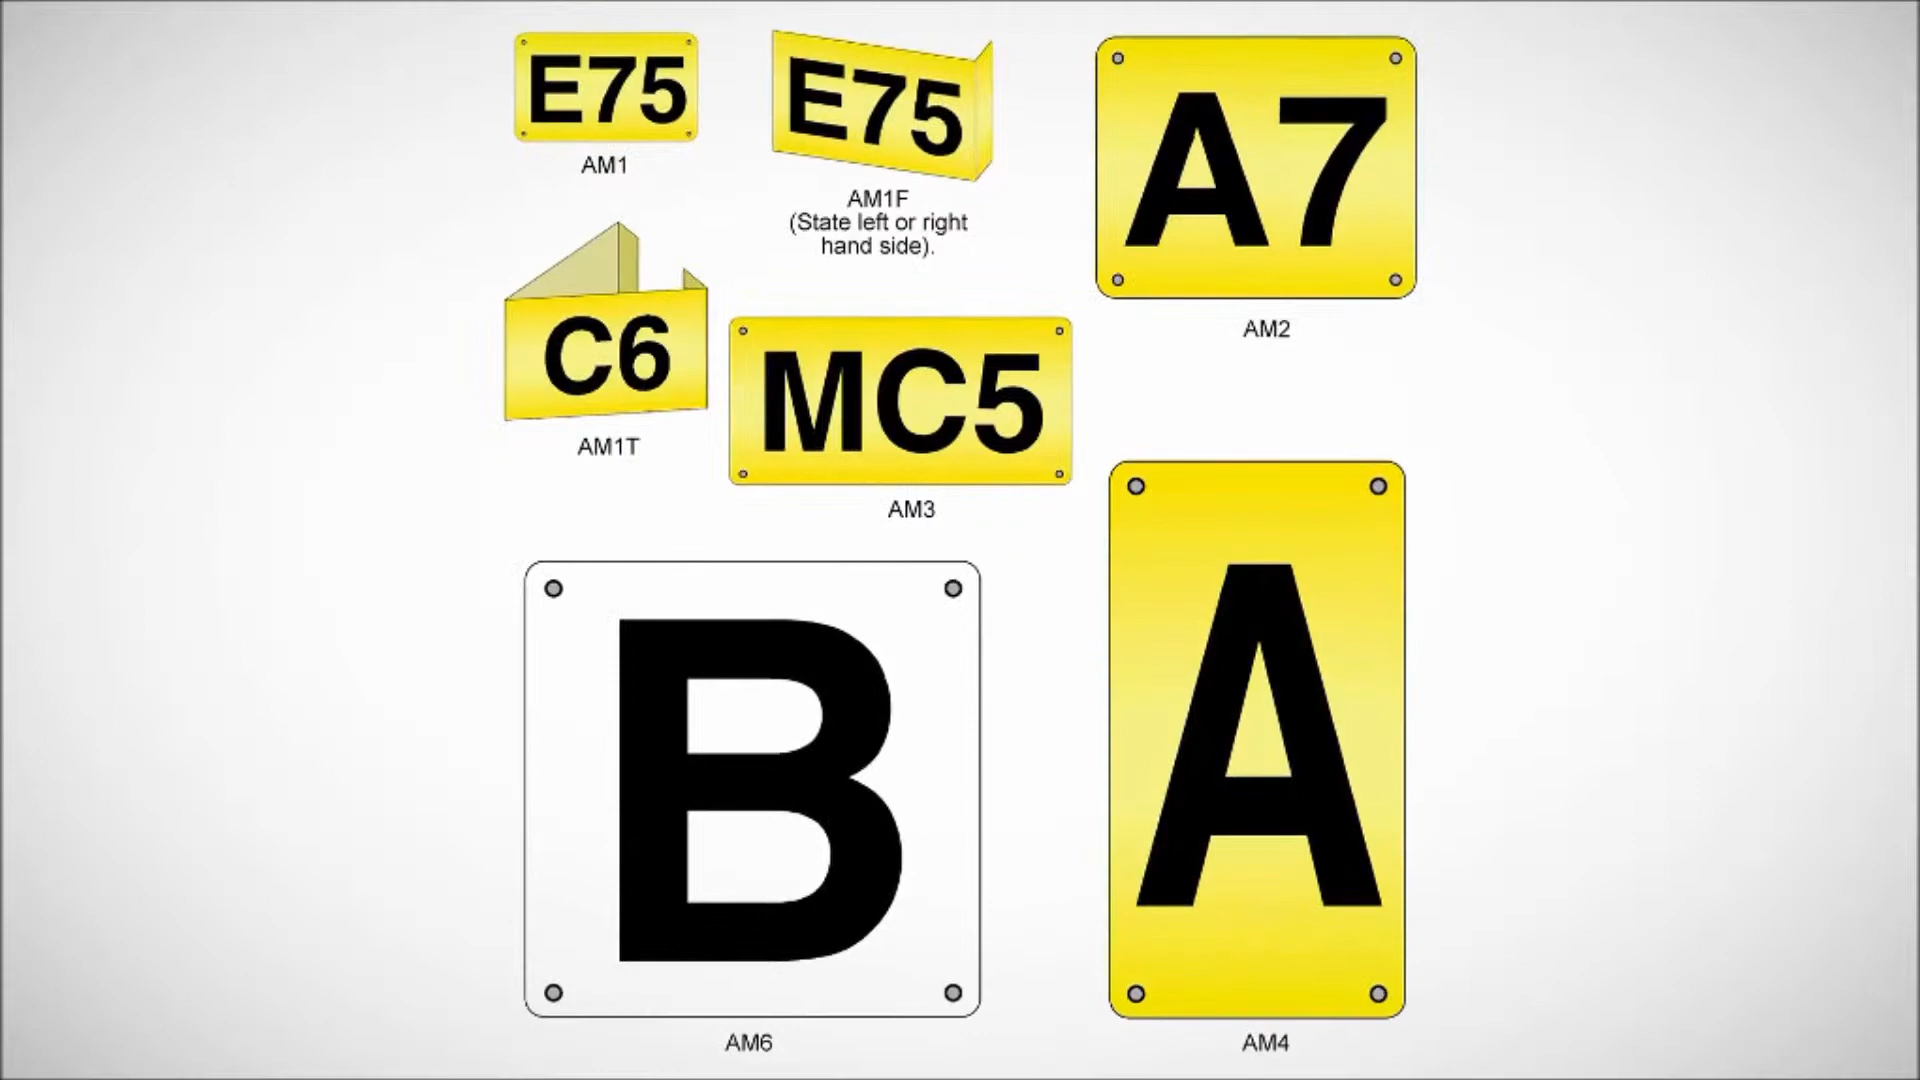 E75
AM1
E75
AM1F
(State left or right
hand side).
A7
AM2
C6
AM1T
MC5
AM3
B
AM6
A
AM4